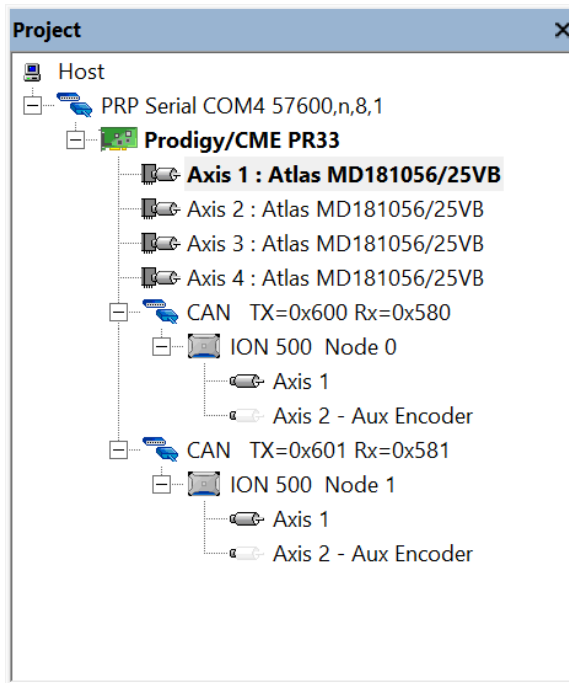 Project
Host
PRP Serial COM4 57600,n,8,1
Prodigy/CME PR33
Axis 1 : Atlas MD181056/25VB
Axis 2 : Atlas MD181056/25VB
Axis 3 : Atlas MD181056/25VB
Axis 4 : Atlas MD181056/25VB
CAN TX=0x600 Rx=0x580
ION 500 Node 0
Axis 1
Axis 2 - Aux Encoder
CAN TX=0x601 Rx=0x581
ION 500 Node 1
Axis 1
Axis 2 - Aux Encoder